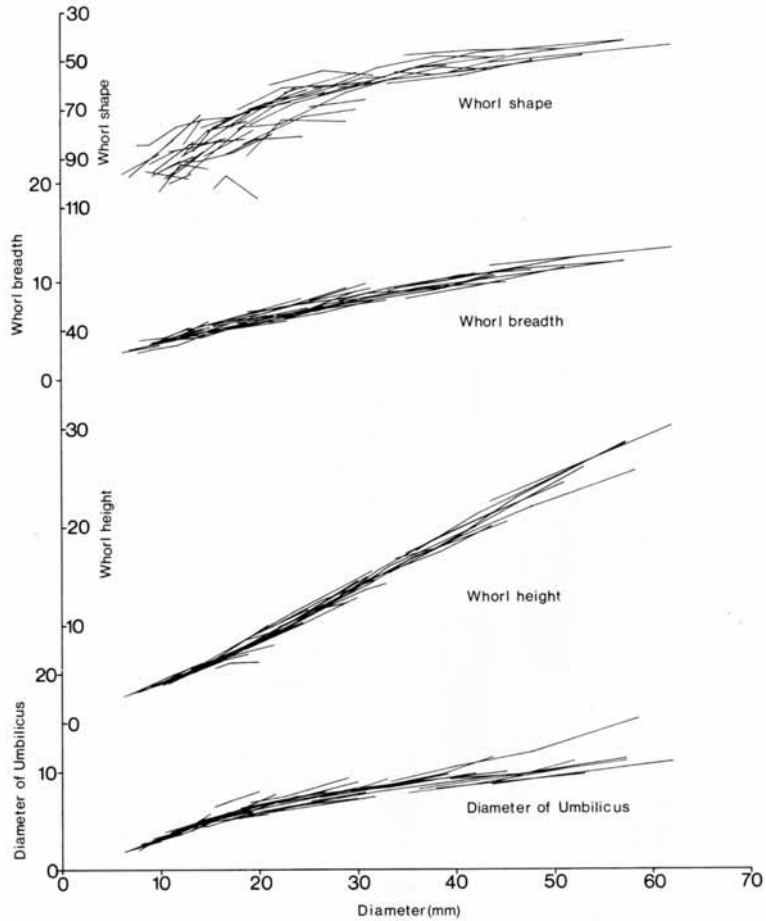 30
50
70
90
110
Whorl shape
Whorl shape
20
10
0
Whorl breadth
Whorl breadth
40
30
20
10
0
Whorl height
Whorl height
20
10
0
Diameter of Umbilicus
Diameter of Umbilicus
0 10 20 30 40 50 60 70
Diameter (mm)